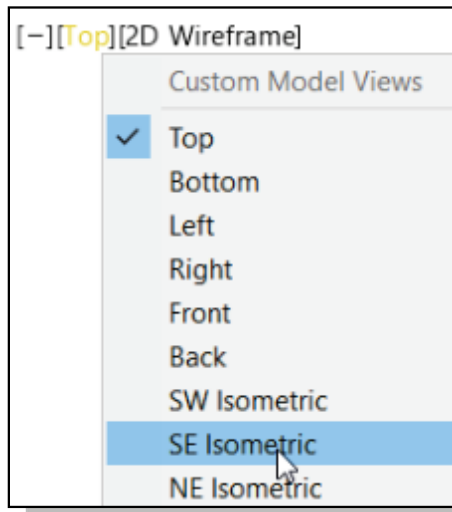 [−][Top][2D Wireframe]
Custom Model Views
Top
Bottom
Left
Right
Front
Back
SW Isometric
SE Isometric
NE Isometric